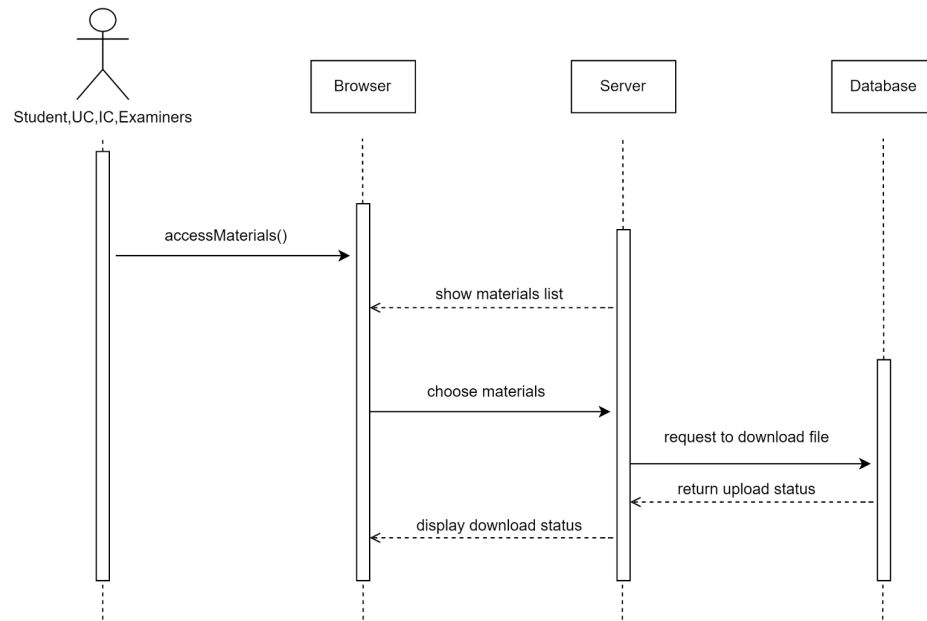 Browser
Server
Database
Student,UC,IC,Examiners
accessMaterials()
show materials list
choose materials
request to download file
return upload status
display download status